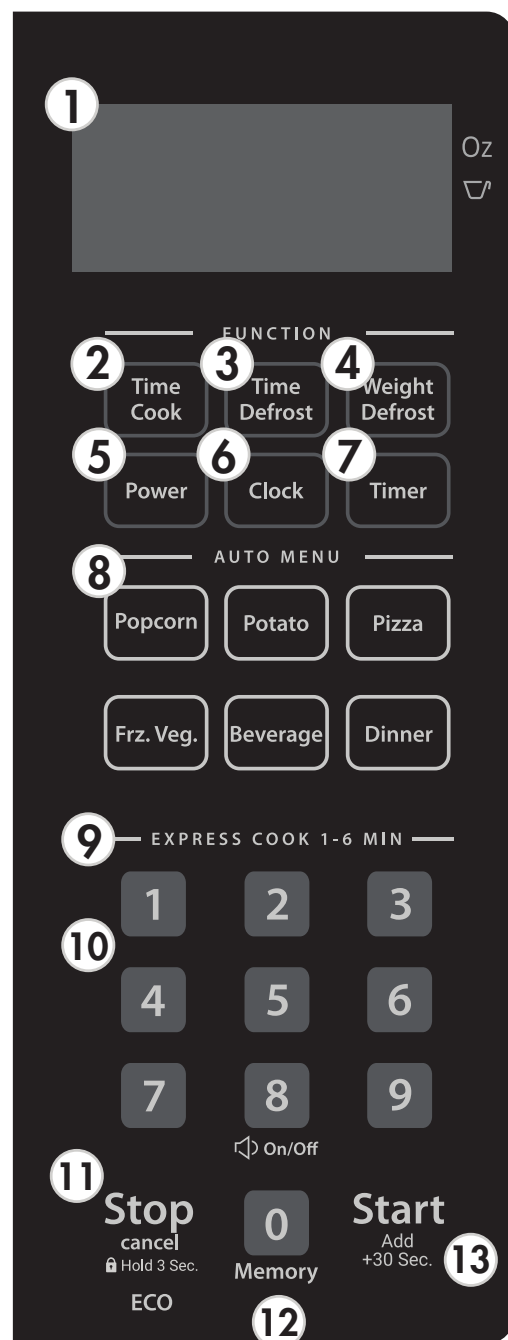 1
Oz
FUNCTION
2 3 4
Time Cook Time Defrost Weight Defrost
5 6 7
Power Clock Timer
AUTO MENU
8
Popcorn Potato Pizza
Frz. Veg. Beverage Dinner
9 EXPRESS COOK 1-6 MIN
1 2 3
10
4 5 6
7 8 9
On/Off
11
Stop 0 Start
cancel Add
Hold 3 Sec. +30 Sec. 13
Memory
ECO
12